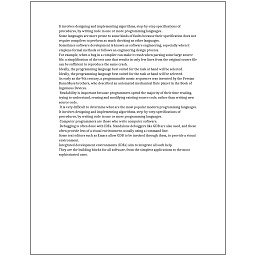 It involves designing and implementing algorithms, step-by-step specifications of
procedures, by writing code in one or more programming languages.
Some languages are more prone to some kinds of faults because their specification does not
require compilers to perform as much checking as other languages.
Sometimes software development is known as software engineering, especially when it
employs formal methods or follows an engineering design process.
For example, when a bug in a compiler can make it crash when parsing some large source
file, a simplification of the test case that results in only few lines from the original source file
can be sufficient to reproduce the same crash.
Ideally, the programming language best suited for the task at hand will be selected.
Ideally, the programming language best suited for the task at hand will be selected.
As early as the 9th century, a programmable music sequencer was invented by the Persian
Banu Musa brothers, who described an automated mechanical flute player in the Book of
Ingenious Devices.
Readability is important because programmers spend the majority of their time reading,
trying to understand, reusing and modifying existing source code, rather than writing new
source code.
It is very difficult to determine what are the most popular modern programming languages.
It involves designing and implementing algorithms, step-by-step specifications of
procedures, by writing code in one or more programming languages.
Computer programmers are those who write computer software.
Debugging is often done with IDEs. Standalone debuggers like GDB are also used, and these
often provide less of a visual environment, usually using a command line.
Some text editors such as Emacs allow GDB to be invoked through them, to provide a visual
environment.
Integrated development environments (IDEs) aim to integrate all such help.
They are the building blocks for all software, from the simplest applications to the most
sophisticated ones.